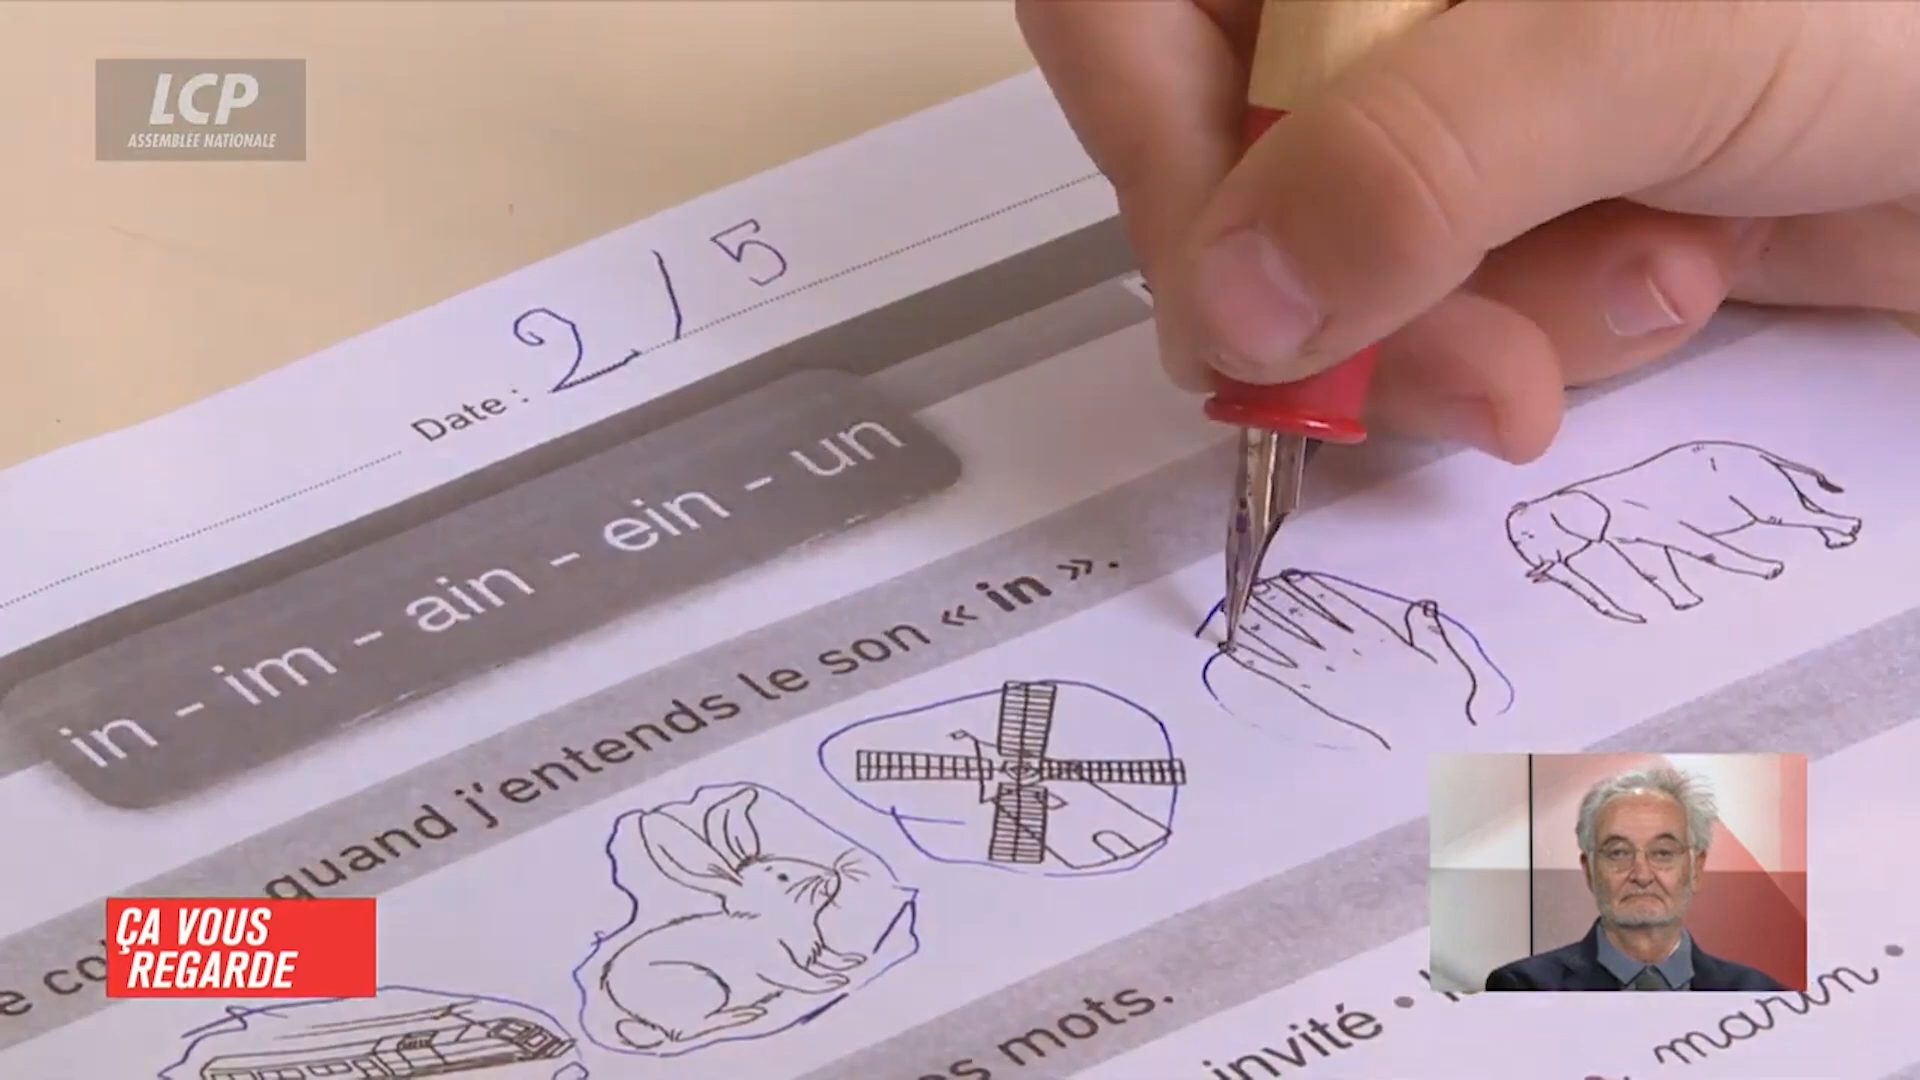 LCP
ASSEMBLÉE NATIONALE
Date : 2/5
in - im - ain - ein - un
quand j'entends le son « in ».
mots.
invité •
marin •
ÇA VOUS
REGARDE